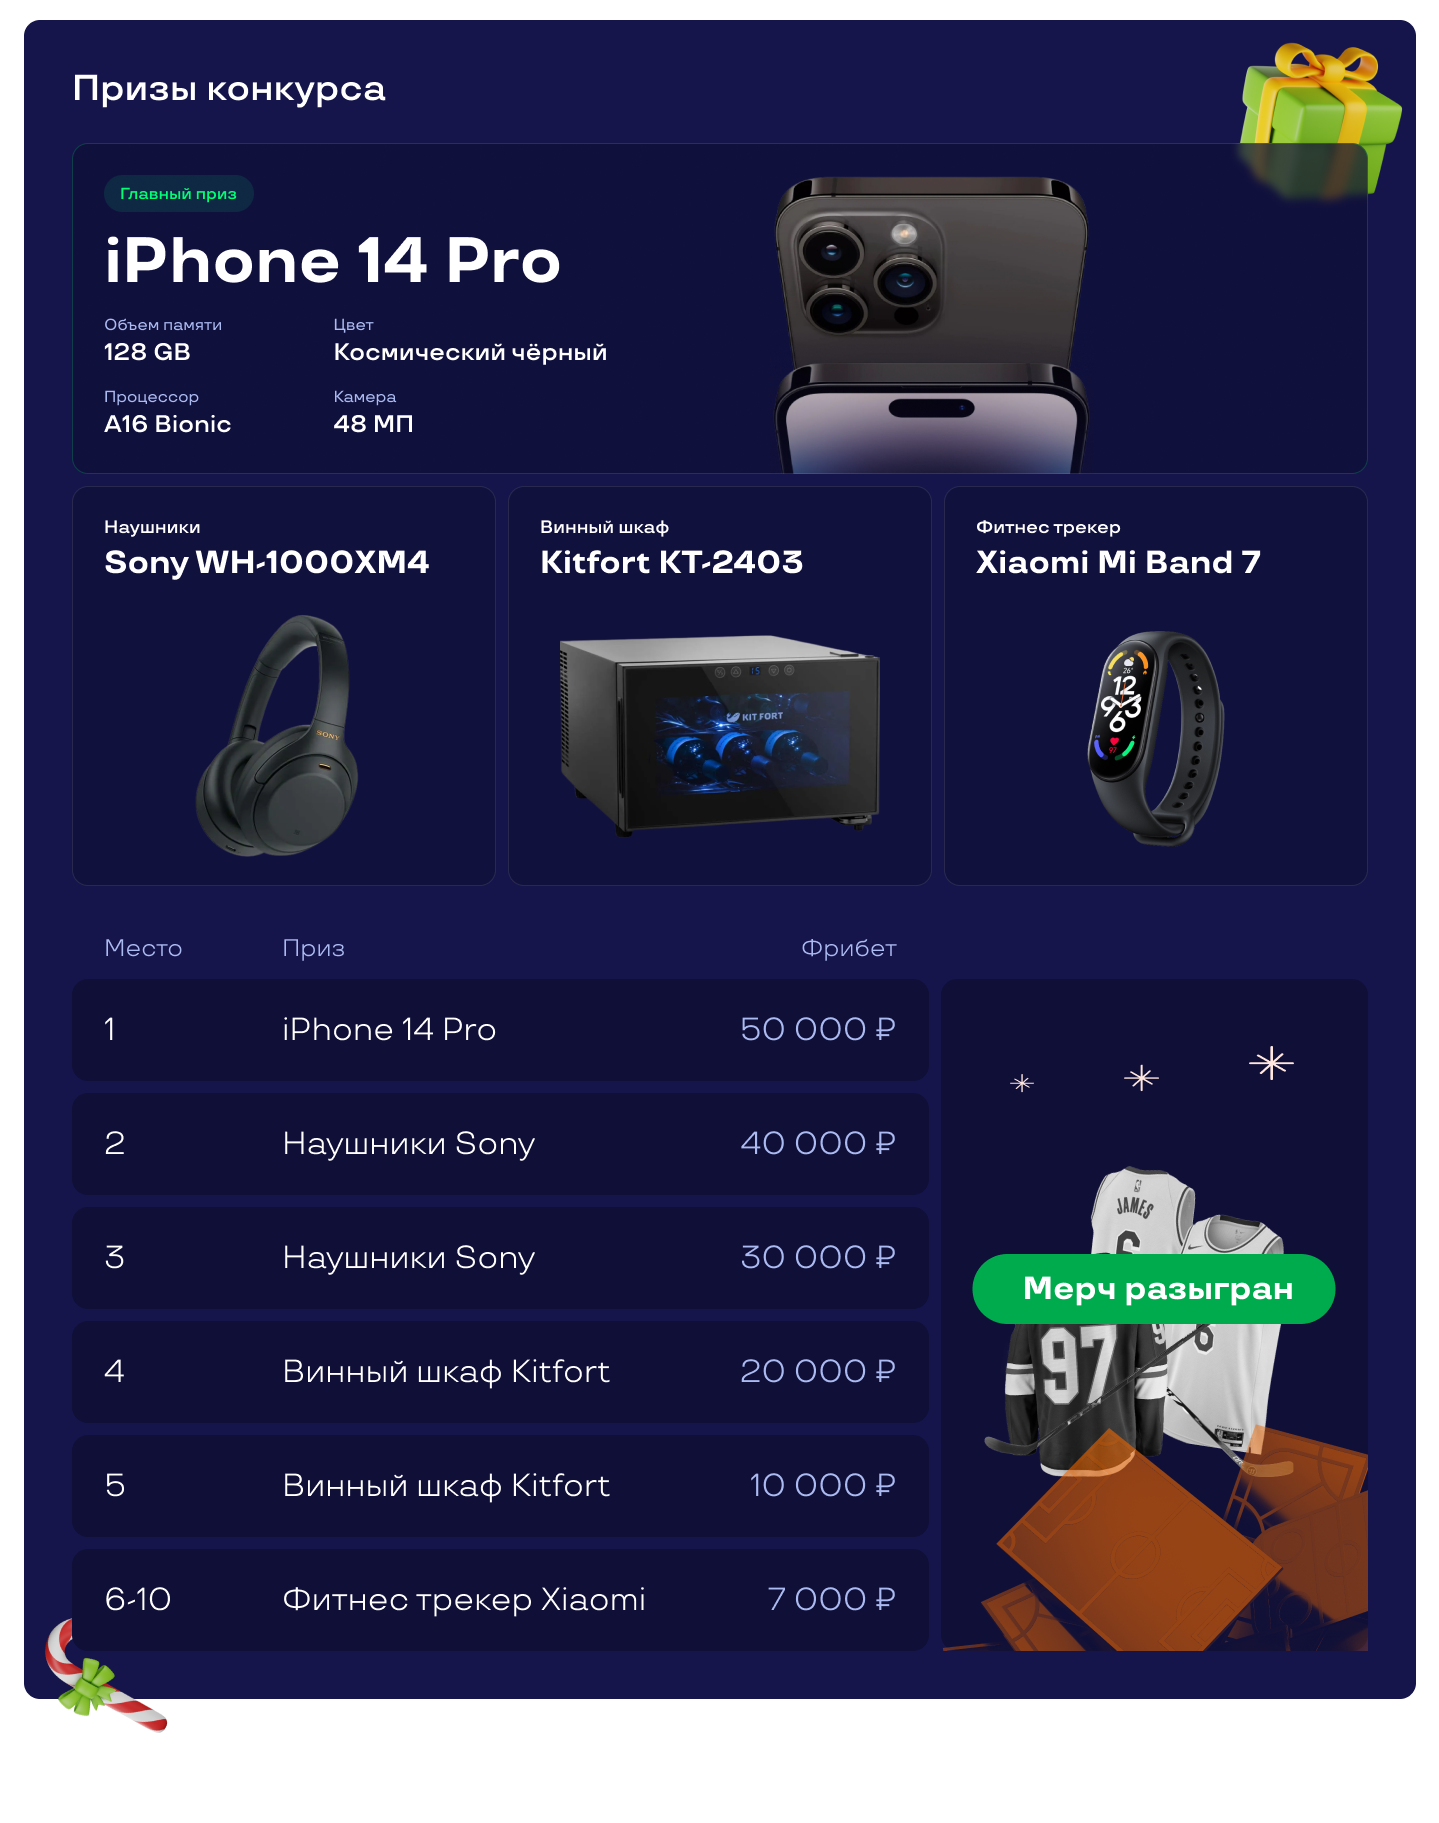 Призы конкурса
Главный приз
iPhone 14 Pro
Объем памяти
128 GB
Цвет
Космический чёрный
Процессор
A16 Bionic
Камера
48 МП
Наушники
Sony WH-1000XM4
SONY
Винный шкаф
Kitfort KT-2403
15
KIT FORT
Фитнес трекер
Xiaomi Mi Band 7
26°
12
9 3
6
97
Место Приз Фрибет
1 iPhone 14 Pro 50 000 ₽
2 Наушники Sony 40 000 ₽
3 Наушники Sony 30 000 ₽
4 Винный шкаф Kitfort 20 000 ₽
5 Винный шкаф Kitfort 10 000 ₽
6-10 Фитнес трекер Xiaomi 7 000 ₽
JAMES
6
Мерч разыгран
97
9
6